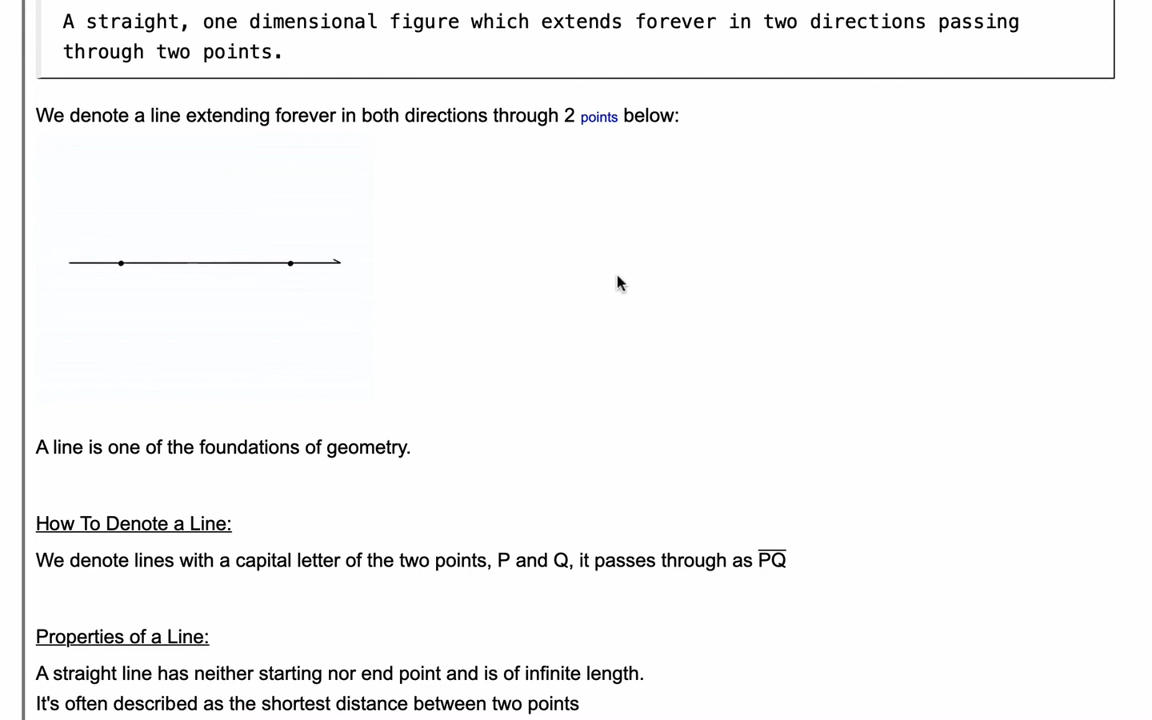 A straight, one dimensional figure which extends forever in two directions passing
through two points.
We denote a line extending forever in both directions through 2 points below:
A line is one of the foundations of geometry.
How To Denote a Line:
We denote lines with a capital letter of the two points, P and Q, it passes through as P̅Q̅
Properties of a Line:
A straight line has neither starting nor end point and is of infinite length.
It's often described as the shortest distance between two points